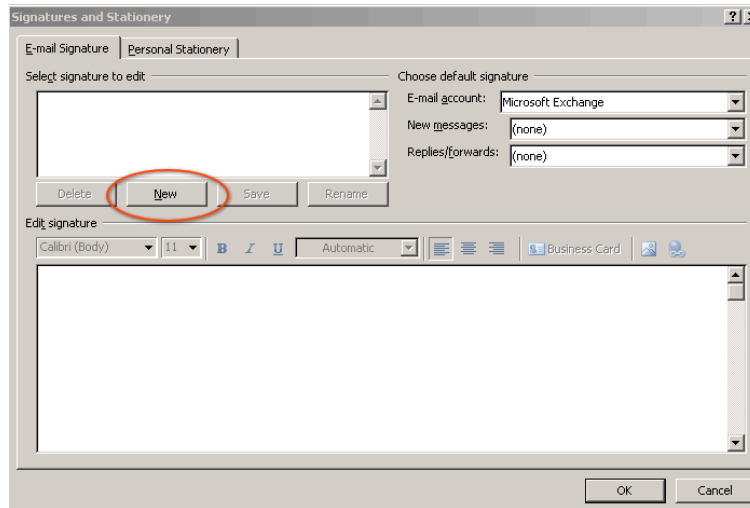 Signatures and Stationery
E-mail Signature Personal Stationery
Select signature to edit Choose default signature
E-mail account: Microsoft Exchange
New messages: (none)
Replies/forwards: (none)
Delete New Save Rename
Edit signature
Calibri (Body) 11 B I U Automatic Business Card
OK Cancel